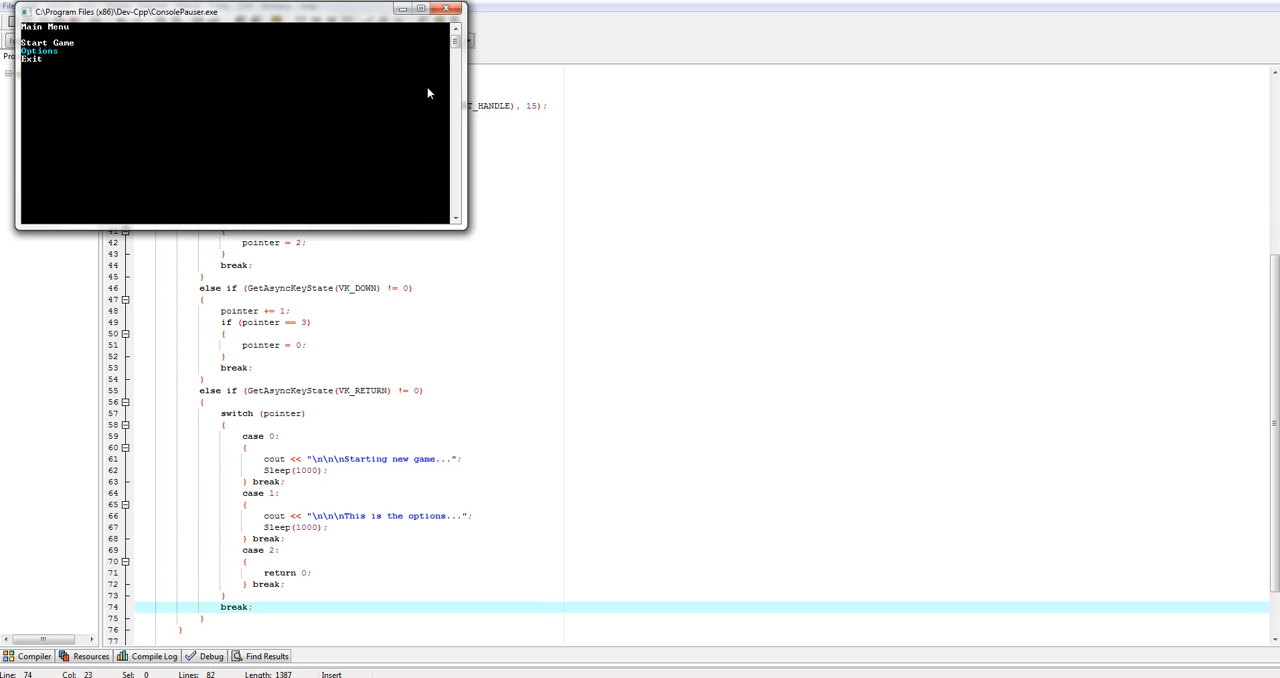 C:\Program Files (x86)\Dev-Cpp\ConsolePauser.exe
Main Menu
Start Game
Options
Exit
T_HANDLE), 15);
{
42 pointer = 2;
43 }
44 break;
45 }
46 else if (GetAsyncKeyState(VK_DOWN) != 0)
47 {
48 pointer += 1;
49 if (pointer == 3)
50 {
51 pointer = 0;
52 }
53 break;
54 }
55 else if (GetAsyncKeyState(VK_RETURN) != 0)
56 {
57 switch (pointer)
58 {
59 case 0:
60 {
61 cout << "\n\n\nStarting new game...";
62 Sleep(1000);
63 } break;
64 case 1:
65 {
66 cout << "\n\n\nThis is the options...";
67 Sleep(1000);
68 } break;
69 case 2:
70 {
71 return 0;
72 } break;
73 }
74 break;
75 }
76 }
77
Compiler Resources Compile Log Debug Find Results
Line: 74 Col: 23 Sel: 0 Lines: 82 Length: 1387 Insert